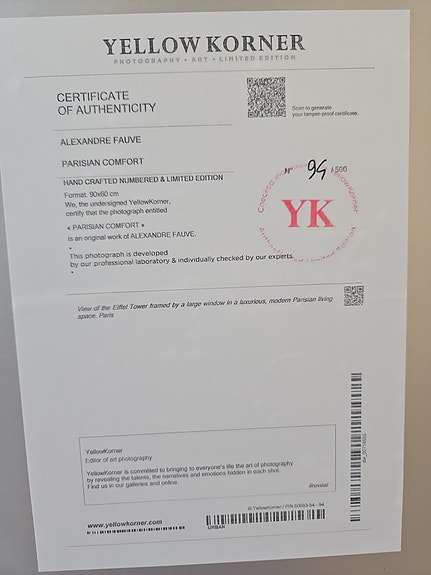 YELLOW KORNER
PHOTOGRAPHY • ART • LIMITED EDITION
CERTIFICATE
OF AUTHENTICITY
Scan to generate
your tamper-proof certificate.
ALEXANDRE FAUVE
PARISIAN COMFORT
HAND CRAFTED NUMBERED & LIMITED EDITION
N° 94 /500
Format. 90x60 cm
We, the undersigned YellowKorner,
certify that the photograph entitled
« PARISIAN COMFORT »
is an original work of ALEXANDRE FAUVE.
YK
This photograph is developed
by our professional laboratory & individually checked by our experts.
View of the Eiffel Tower framed by a large window in a luxurious, modern Parisian living
space, Paris
YellowKorner
Editor of art photography
YellowKorner is committed to bringing to everyone's life the art of photography
by revealing the talents, the narratives and emotions hidden in each shot.
Find us in our galleries and online.
#reveal
© YellowKorner
www.yellowkorner.com
URBAN